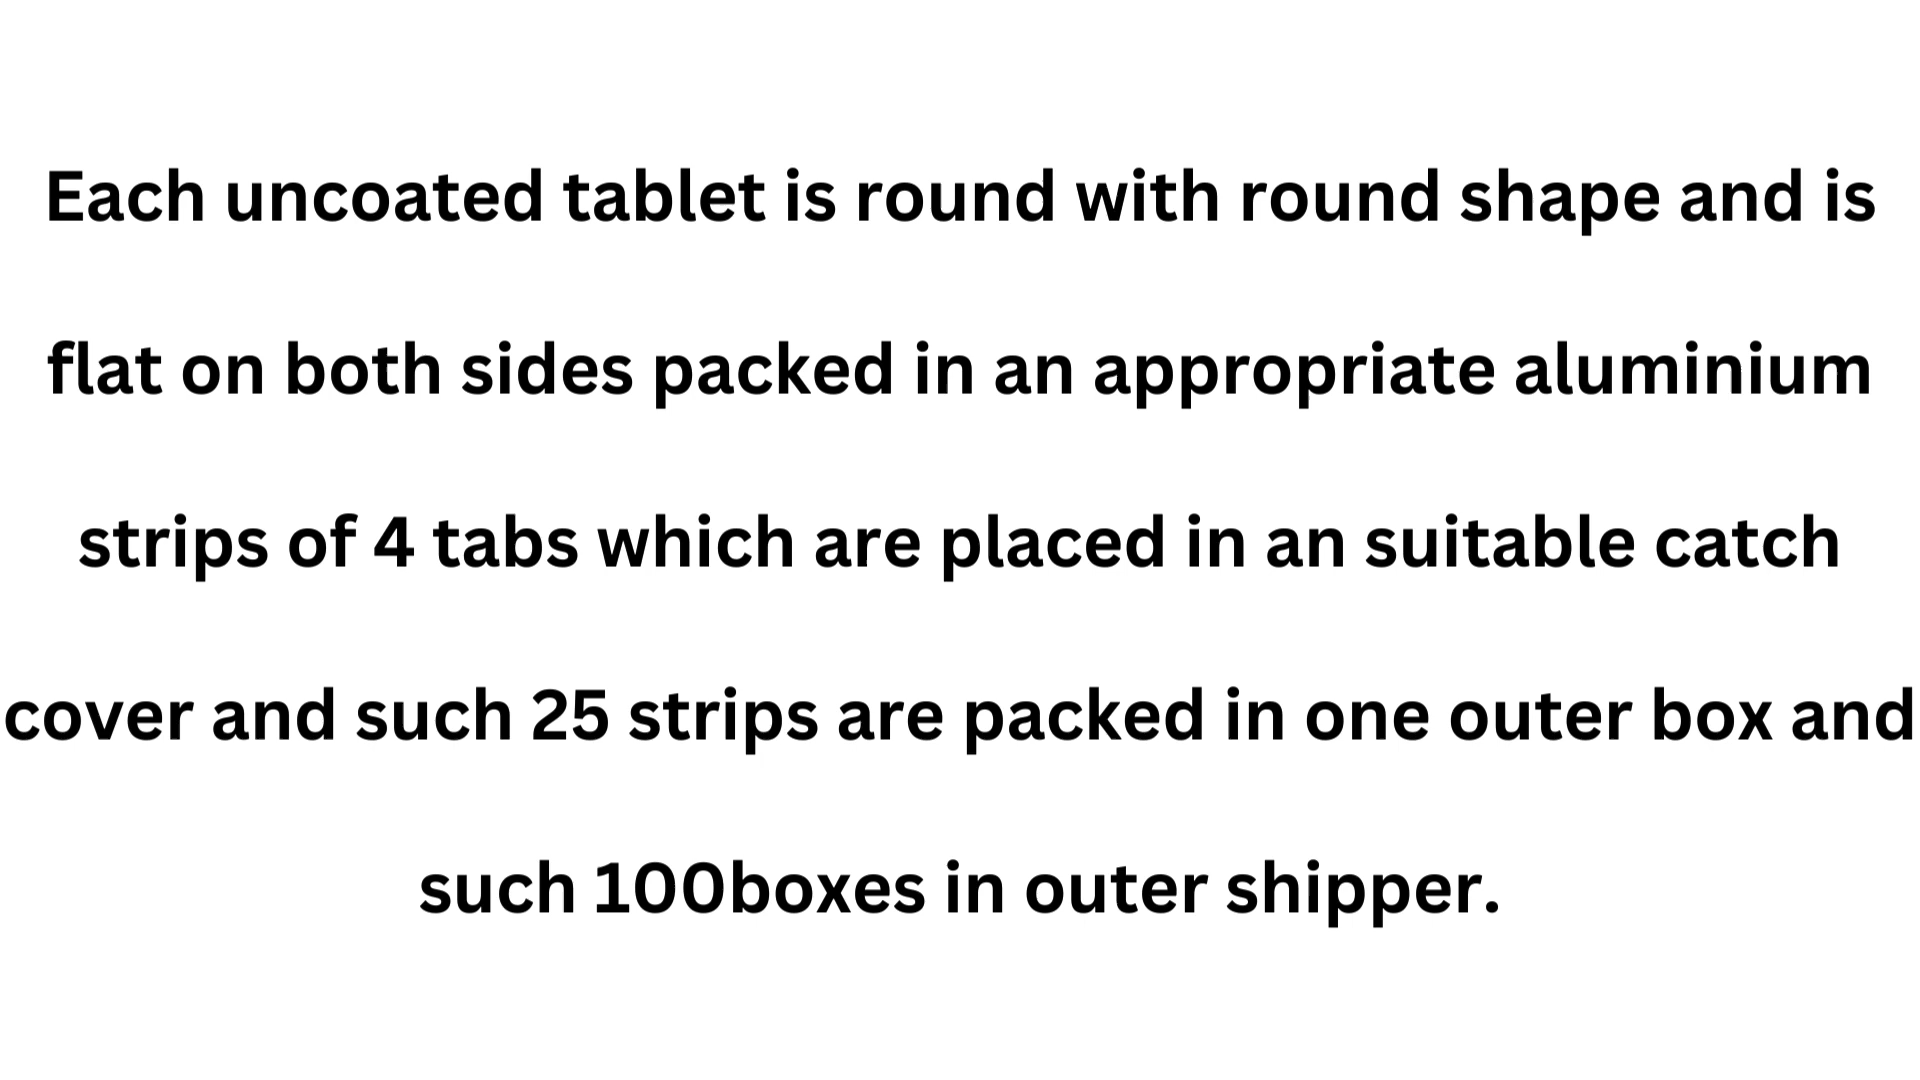 Each uncoated tablet is round with round shape and is
flat on both sides packed in an appropriate aluminium
strips of 4 tabs which are placed in an suitable catch
cover and such 25 strips are packed in one outer box and
such 100boxes in outer shipper.